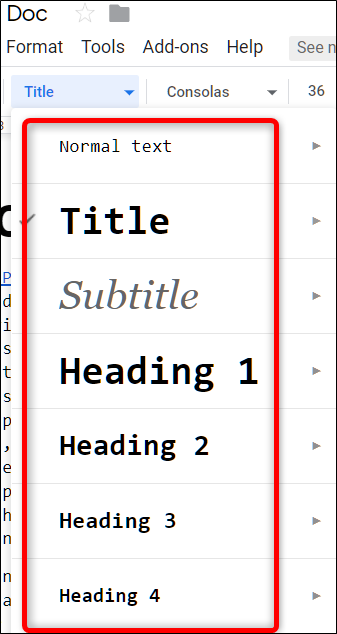 Doc
Format Tools Add-ons Help See n
Title Consolas 36
Normal text
Title
Subtitle
Heading 1
Heading 2
Heading 3
Heading 4
P
d
i
s
t
s
p
,
e
p
h
n
n
a